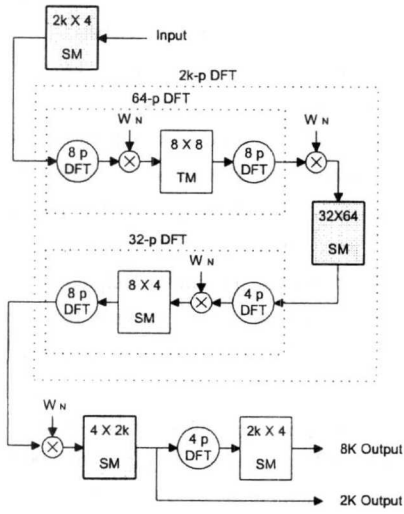 2k X 4
SM
Input
2k-p DFT
64-p DFT
W N
W N
8 p
DFT
8 X 8
TM
8 p
DFT
32X64
SM
32-p DFT
W N
8 p
DFT
8 X 4
SM
4 p
DFT
W N
4 X 2k
SM
4 p
DFT
2k X 4
SM
8K Output
2K Output